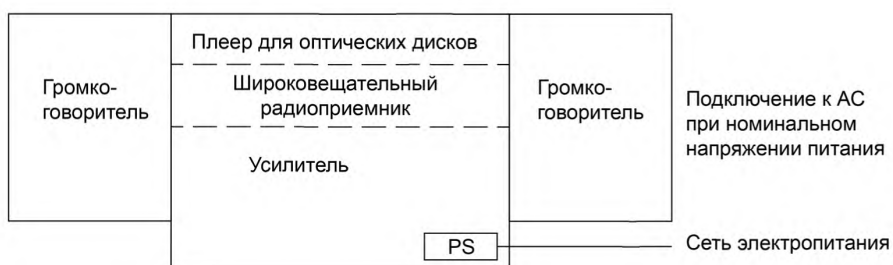 Плеер для оптических дисков
Громко-
говоритель
Широковещательный
радиоприемник
Громко-
говоритель
Подключение к АС
при номинальном
напряжении питания
Усилитель
PS
Сеть электропитания